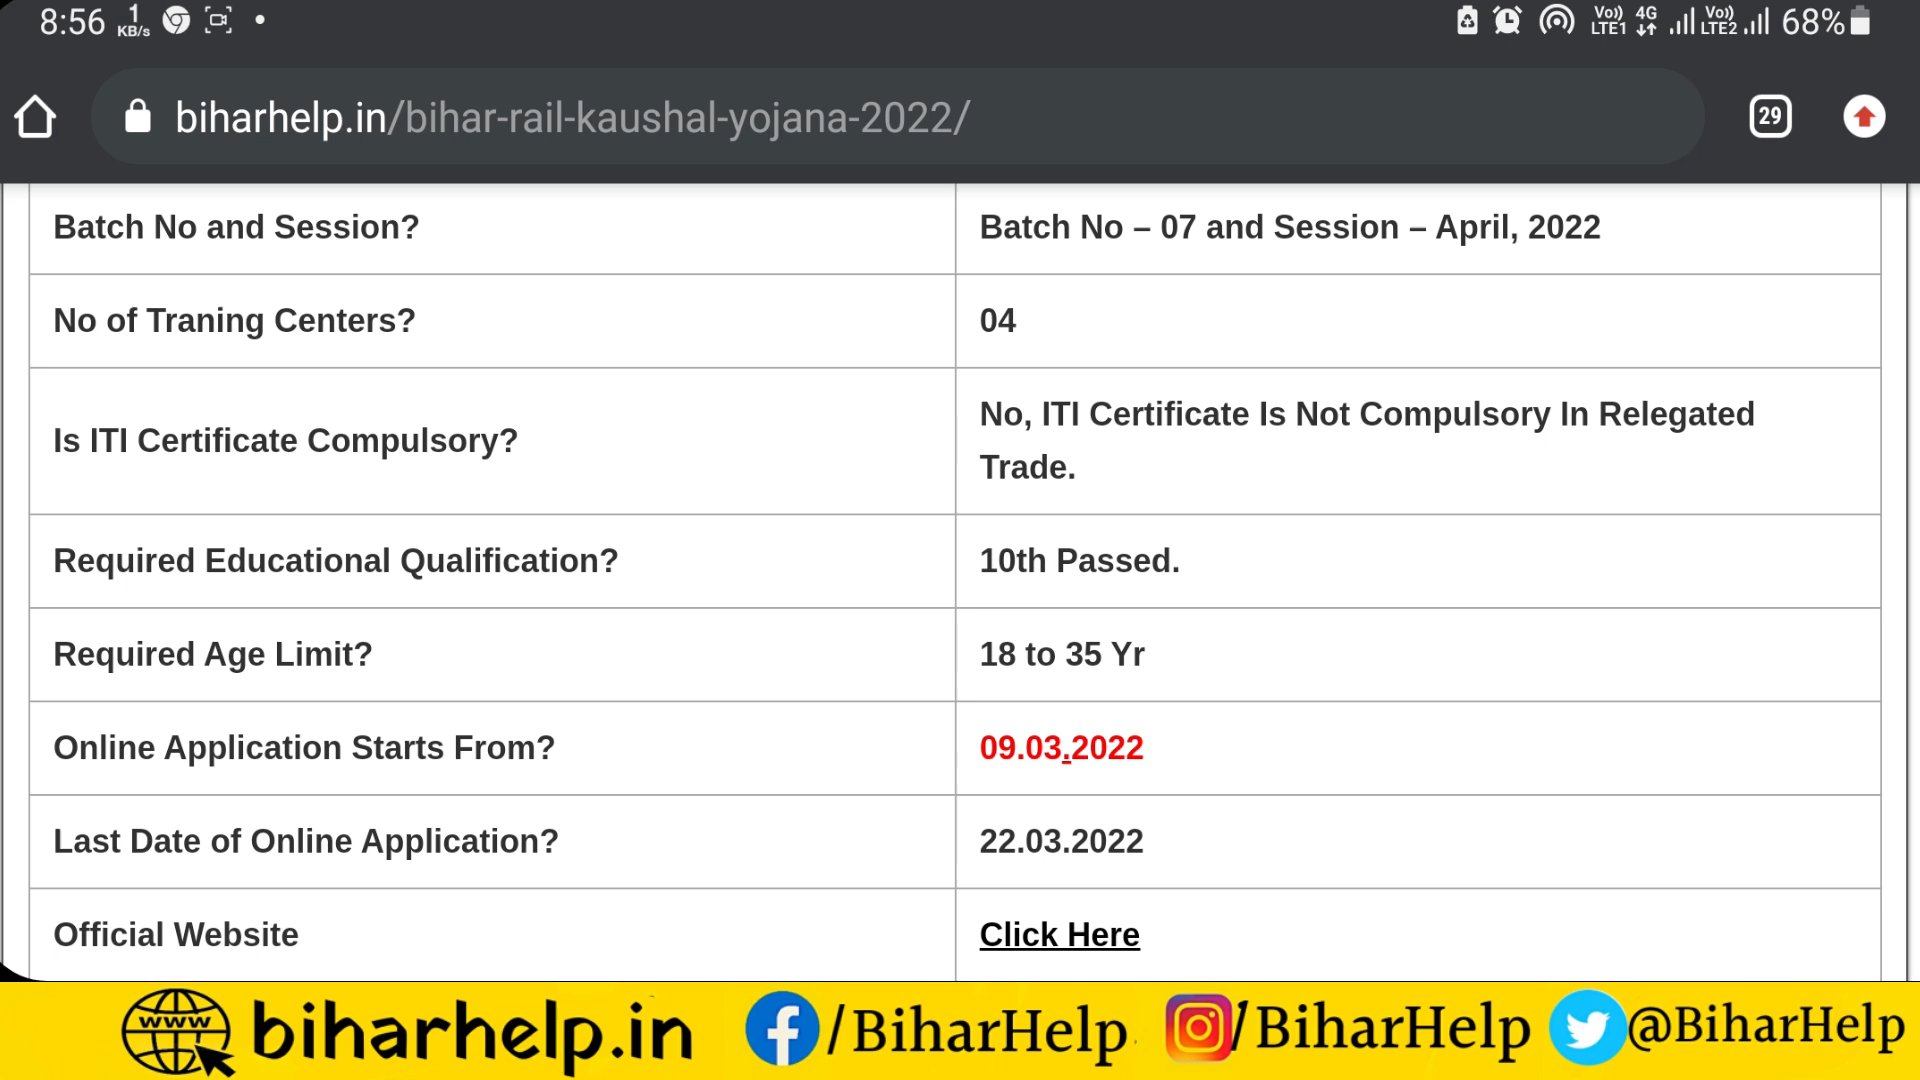 8:56 1 KB/s Vo)) LTE1 4G Vo)) LTE2 68%
biharhelp.in/bihar-rail-kaushal-yojana-2022/ 29
Batch No and Session? Batch No – 07 and Session – April, 2022
No of Traning Centers? 04
Is ITI Certificate Compulsory? No, ITI Certificate Is Not Compulsory In Relegated
Trade.
Required Educational Qualification? 10th Passed.
Required Age Limit? 18 to 35 Yr
Online Application Starts From? 09.03.2022
Last Date of Online Application? 22.03.2022
Official Website Click Here
www biharhelp.in f/BiharHelp /BiharHelp @BiharHelp